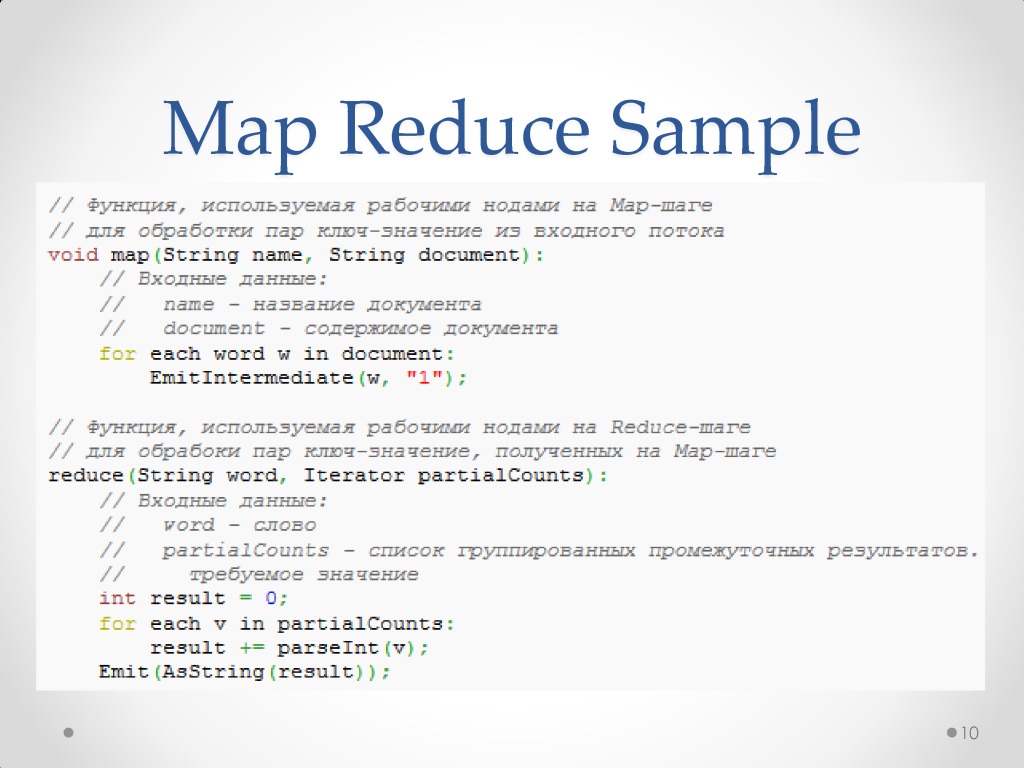 Map Reduce Sample
// Функция, используемая рабочими нодами на Map-шаге
// для обработки пар ключ-значение из входного потока
void map(String name, String document):
    // Входные данные:
    //   name - название документа
    //   document - содержимое документа
    for each word w in document:
        EmitIntermediate(w, "1");
// Функция, используемая рабочими нодами на Reduce-шаге
// для обрабоки пар ключ-значение, полученных на Map-шаге
reduce(String word, Iterator partialCounts):
    // Входные данные:
    //   word - слово
    //   partialCounts - список группированных промежуточных результатов.
    //     требуемое значение
    int result = 0;
    for each v in partialCounts:
        result += parseInt(v);
    Emit(AsString(result));
10